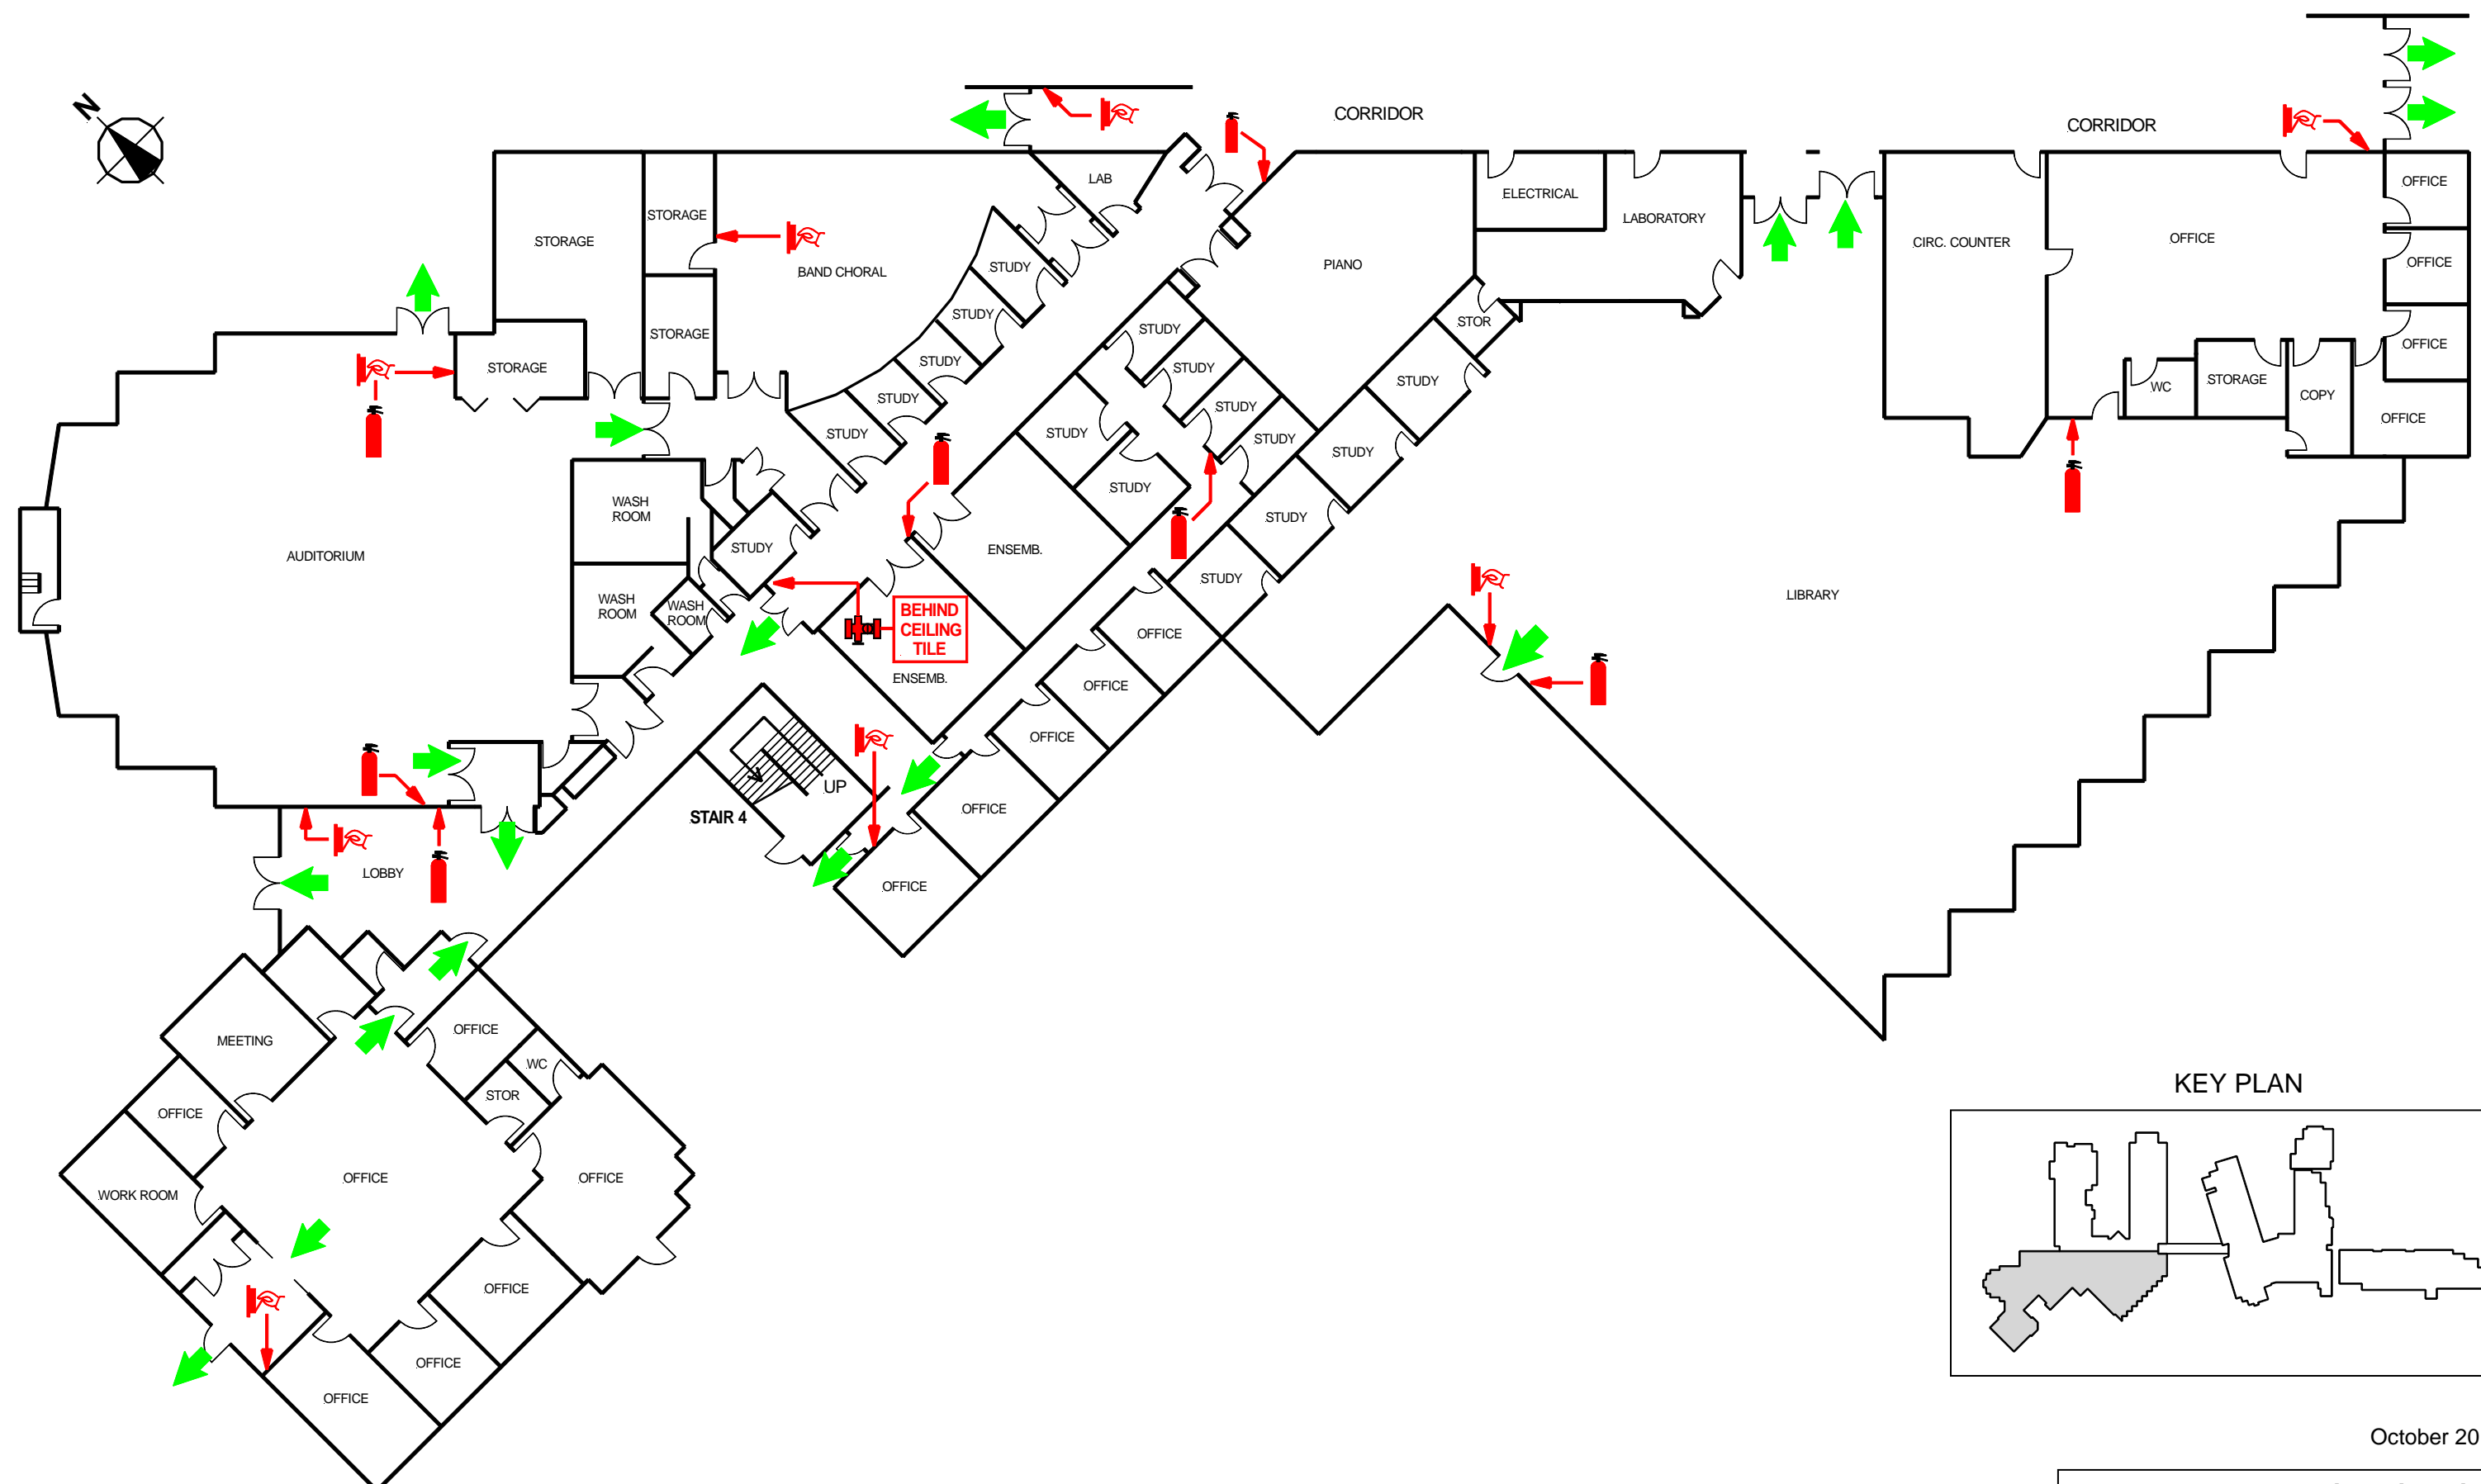 N
CORRIDOR
CORRIDOR
LAB
OFFICE
ELECTRICAL
STORAGE
LABORATORY
STORAGE
CIRC. COUNTER
OFFICE
BAND CHORAL
STUDY
PIANO
OFFICE
STUDY
STOR
STORAGE
STUDY
OFFICE
STUDY
STUDY
STORAGE
STUDY
WC
STORAGE
COPY
STUDY
STUDY
OFFICE
STUDY
STUDY
STUDY
STUDY
STUDY
STUDY
WASH
ROOM
STUDY
STUDY
ENSEMB.
AUDITORIUM
STUDY
LIBRARY
WASH
ROOM
WASH
ROOM
BEHIND
CEILING
TILE
OFFICE
ENSEMB.
OFFICE
OFFICE
UP
STAIR 4
OFFICE
LOBBY
OFFICE
OFFICE
MEETING
WC
STOR
OFFICE
OFFICE
OFFICE
WORK ROOM
OFFICE
OFFICE
OFFICE
KEY PLAN
October 20